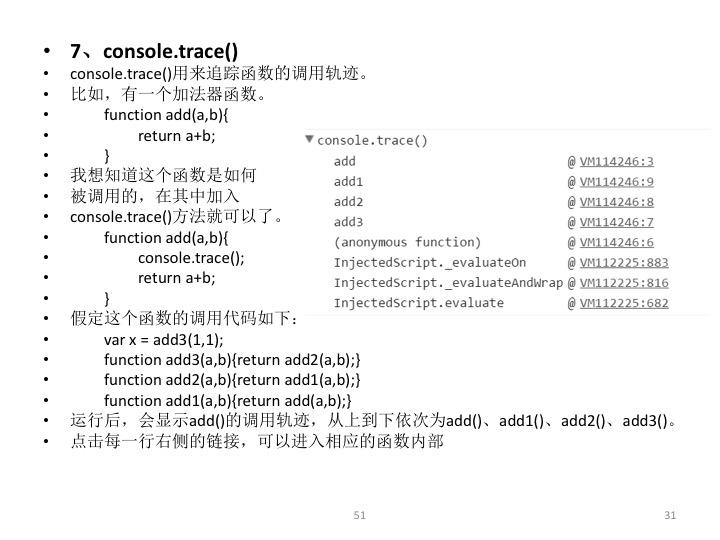 • 7、console.trace()
• console.trace()用来追踪函数的调用轨迹。
• 比如，有一个加法器函数。
• function add(a,b){
• return a+b;
• }
• 我想知道这个函数是如何
• 被调用的，在其中加入
• console.trace()方法就可以了。
• function add(a,b){
• console.trace();
• return a+b;
• }
• 假定这个函数的调用代码如下：
• var x = add3(1,1);
• function add3(a,b){return add2(a,b);}
• function add2(a,b){return add1(a,b);}
• function add1(a,b){return add(a,b);}
• 运行后，会显示add()的调用轨迹，从上到下依次为add()、add1()、add2()、add3()。
• 点击每一行右侧的链接，可以进入相应的函数内部
▼console.trace()
add @ VM114246:3
add1 @ VM114246:9
add2 @ VM114246:8
add3 @ VM114246:7
(anonymous function) @ VM114246:6
InjectedScript._evaluateOn @ VM112225:883
InjectedScript._evaluateAndWrap @ VM112225:816
InjectedScript.evaluate @ VM112225:682
51
31